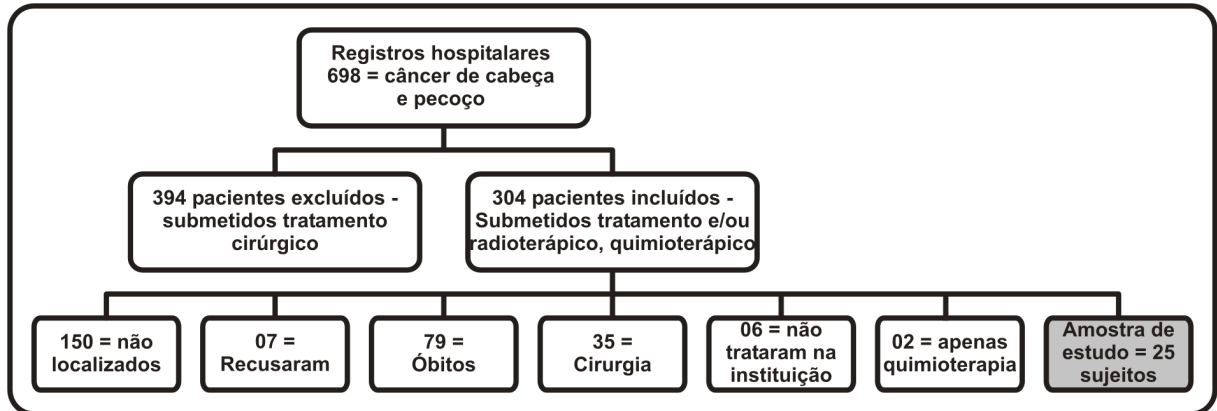 Registros hospitalares
698 = câncer de cabeça
e pecoço
394 pacientes excluídos -
submetidos tratamento
cirúrgico
304 pacientes incluídos -
Submetidos tratamento e/ou
radioterápico, quimioterápico
150 = não
localizados
07 =
Recusaram
79 =
Óbitos
35 =
Cirurgia
06 = não
trataram na
instituição
02 = apenas
quimioterapia
Amostra de
estudo = 25
sujeitos